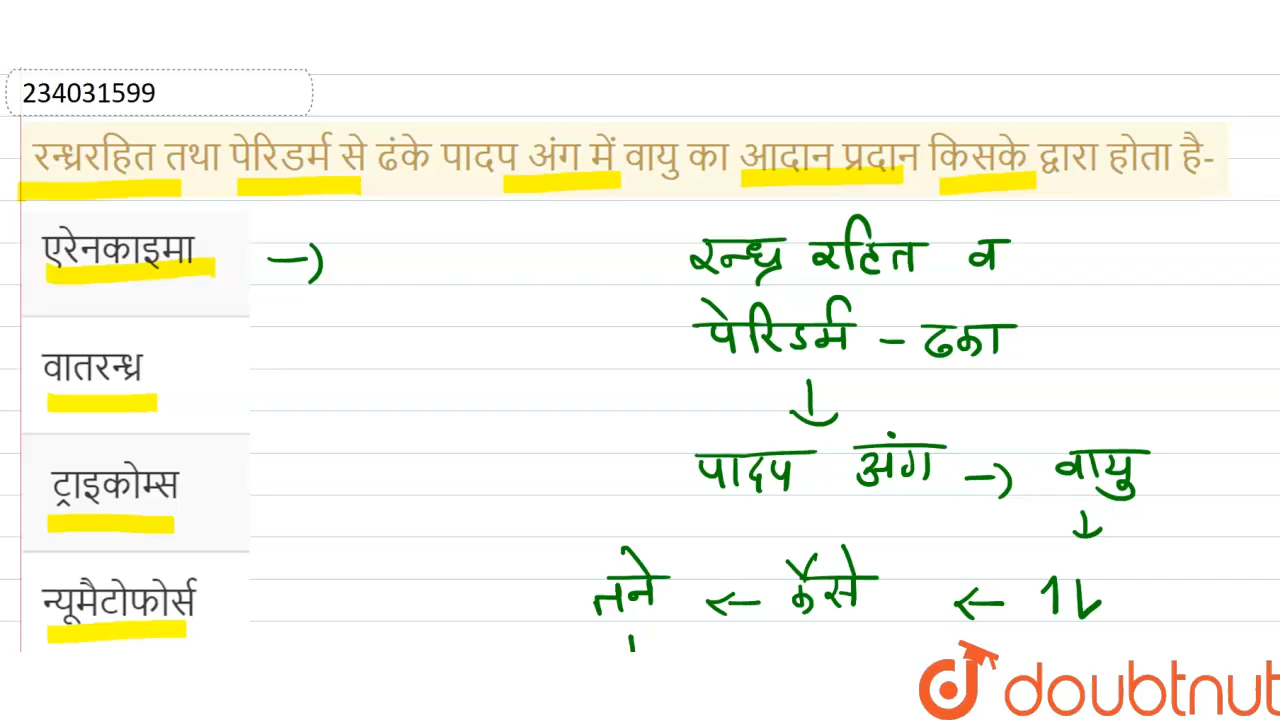 234031599
रन्ध्ररहित तथा पेरिडर्म से ढंके पादप अंग में वायु का आदान प्रदान किसके द्वारा होता है-
एरेनकाइमा →
रन्ध्र रहित व
पेरिडर्म - ढका
वातरन्ध्र
↓
ट्राइकोम्स
पादप अंग → वायु
↓
न्यूमैटोफोर्स
तने ← कैसे ← ↑↓
doubtnut